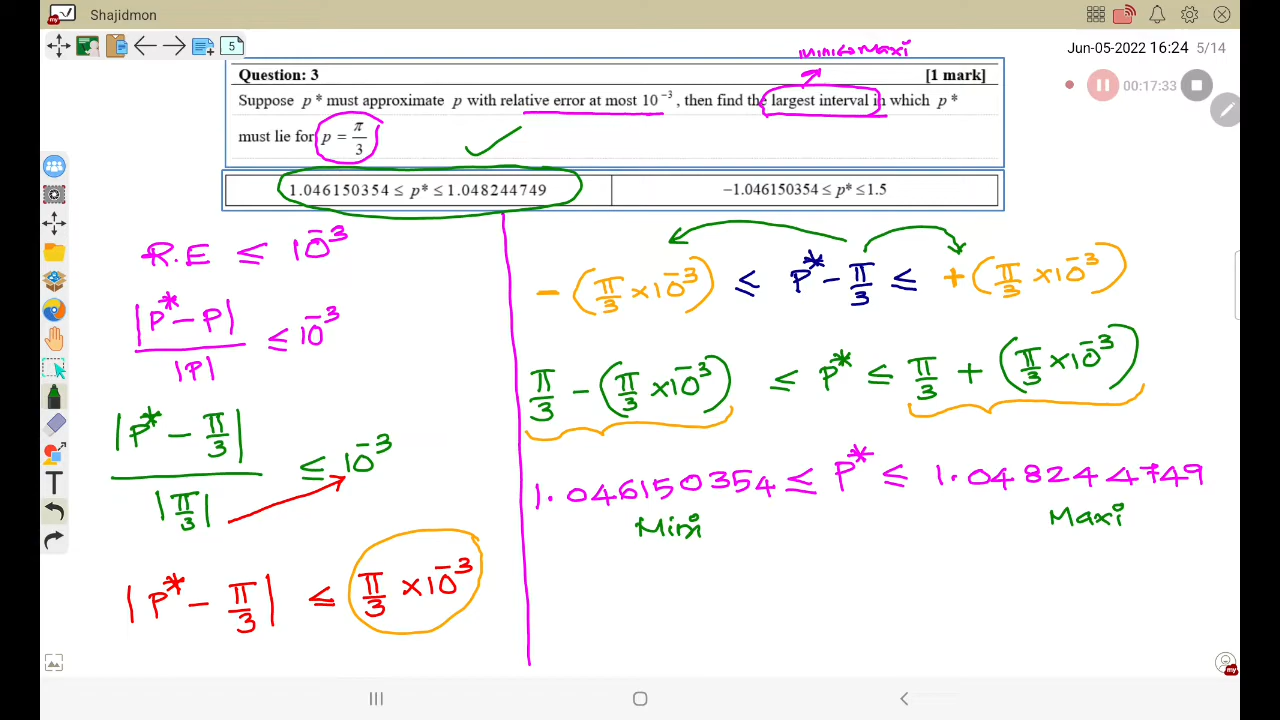 Shajidmon
5
Jun-05-2022 16:24 5/14
00:17:33
Mini & Maxi
Question: 3 [1 mark]
Suppose p* must approximate p with relative error at most 10⁻³, then find the largest interval in which p*
must lie for p = π/3
1.046150354 ≤ p* ≤ 1.048244749
−1.046150354 ≤ p* ≤ 1.5
R.E ≤ 10⁻³
|P* − P| / |P| ≤ 10⁻³
|P* − π/3| / |π/3| ≤ 10⁻³
|P* − π/3| ≤ π/3 × 10⁻³
− (π/3 × 10⁻³) ≤ P* − π/3 ≤ + (π/3 × 10⁻³)
π/3 − (π/3 × 10⁻³) ≤ P* ≤ π/3 + (π/3 × 10⁻³)
1.046150354 ≤ P* ≤ 1.048244749
Mini Maxi
T